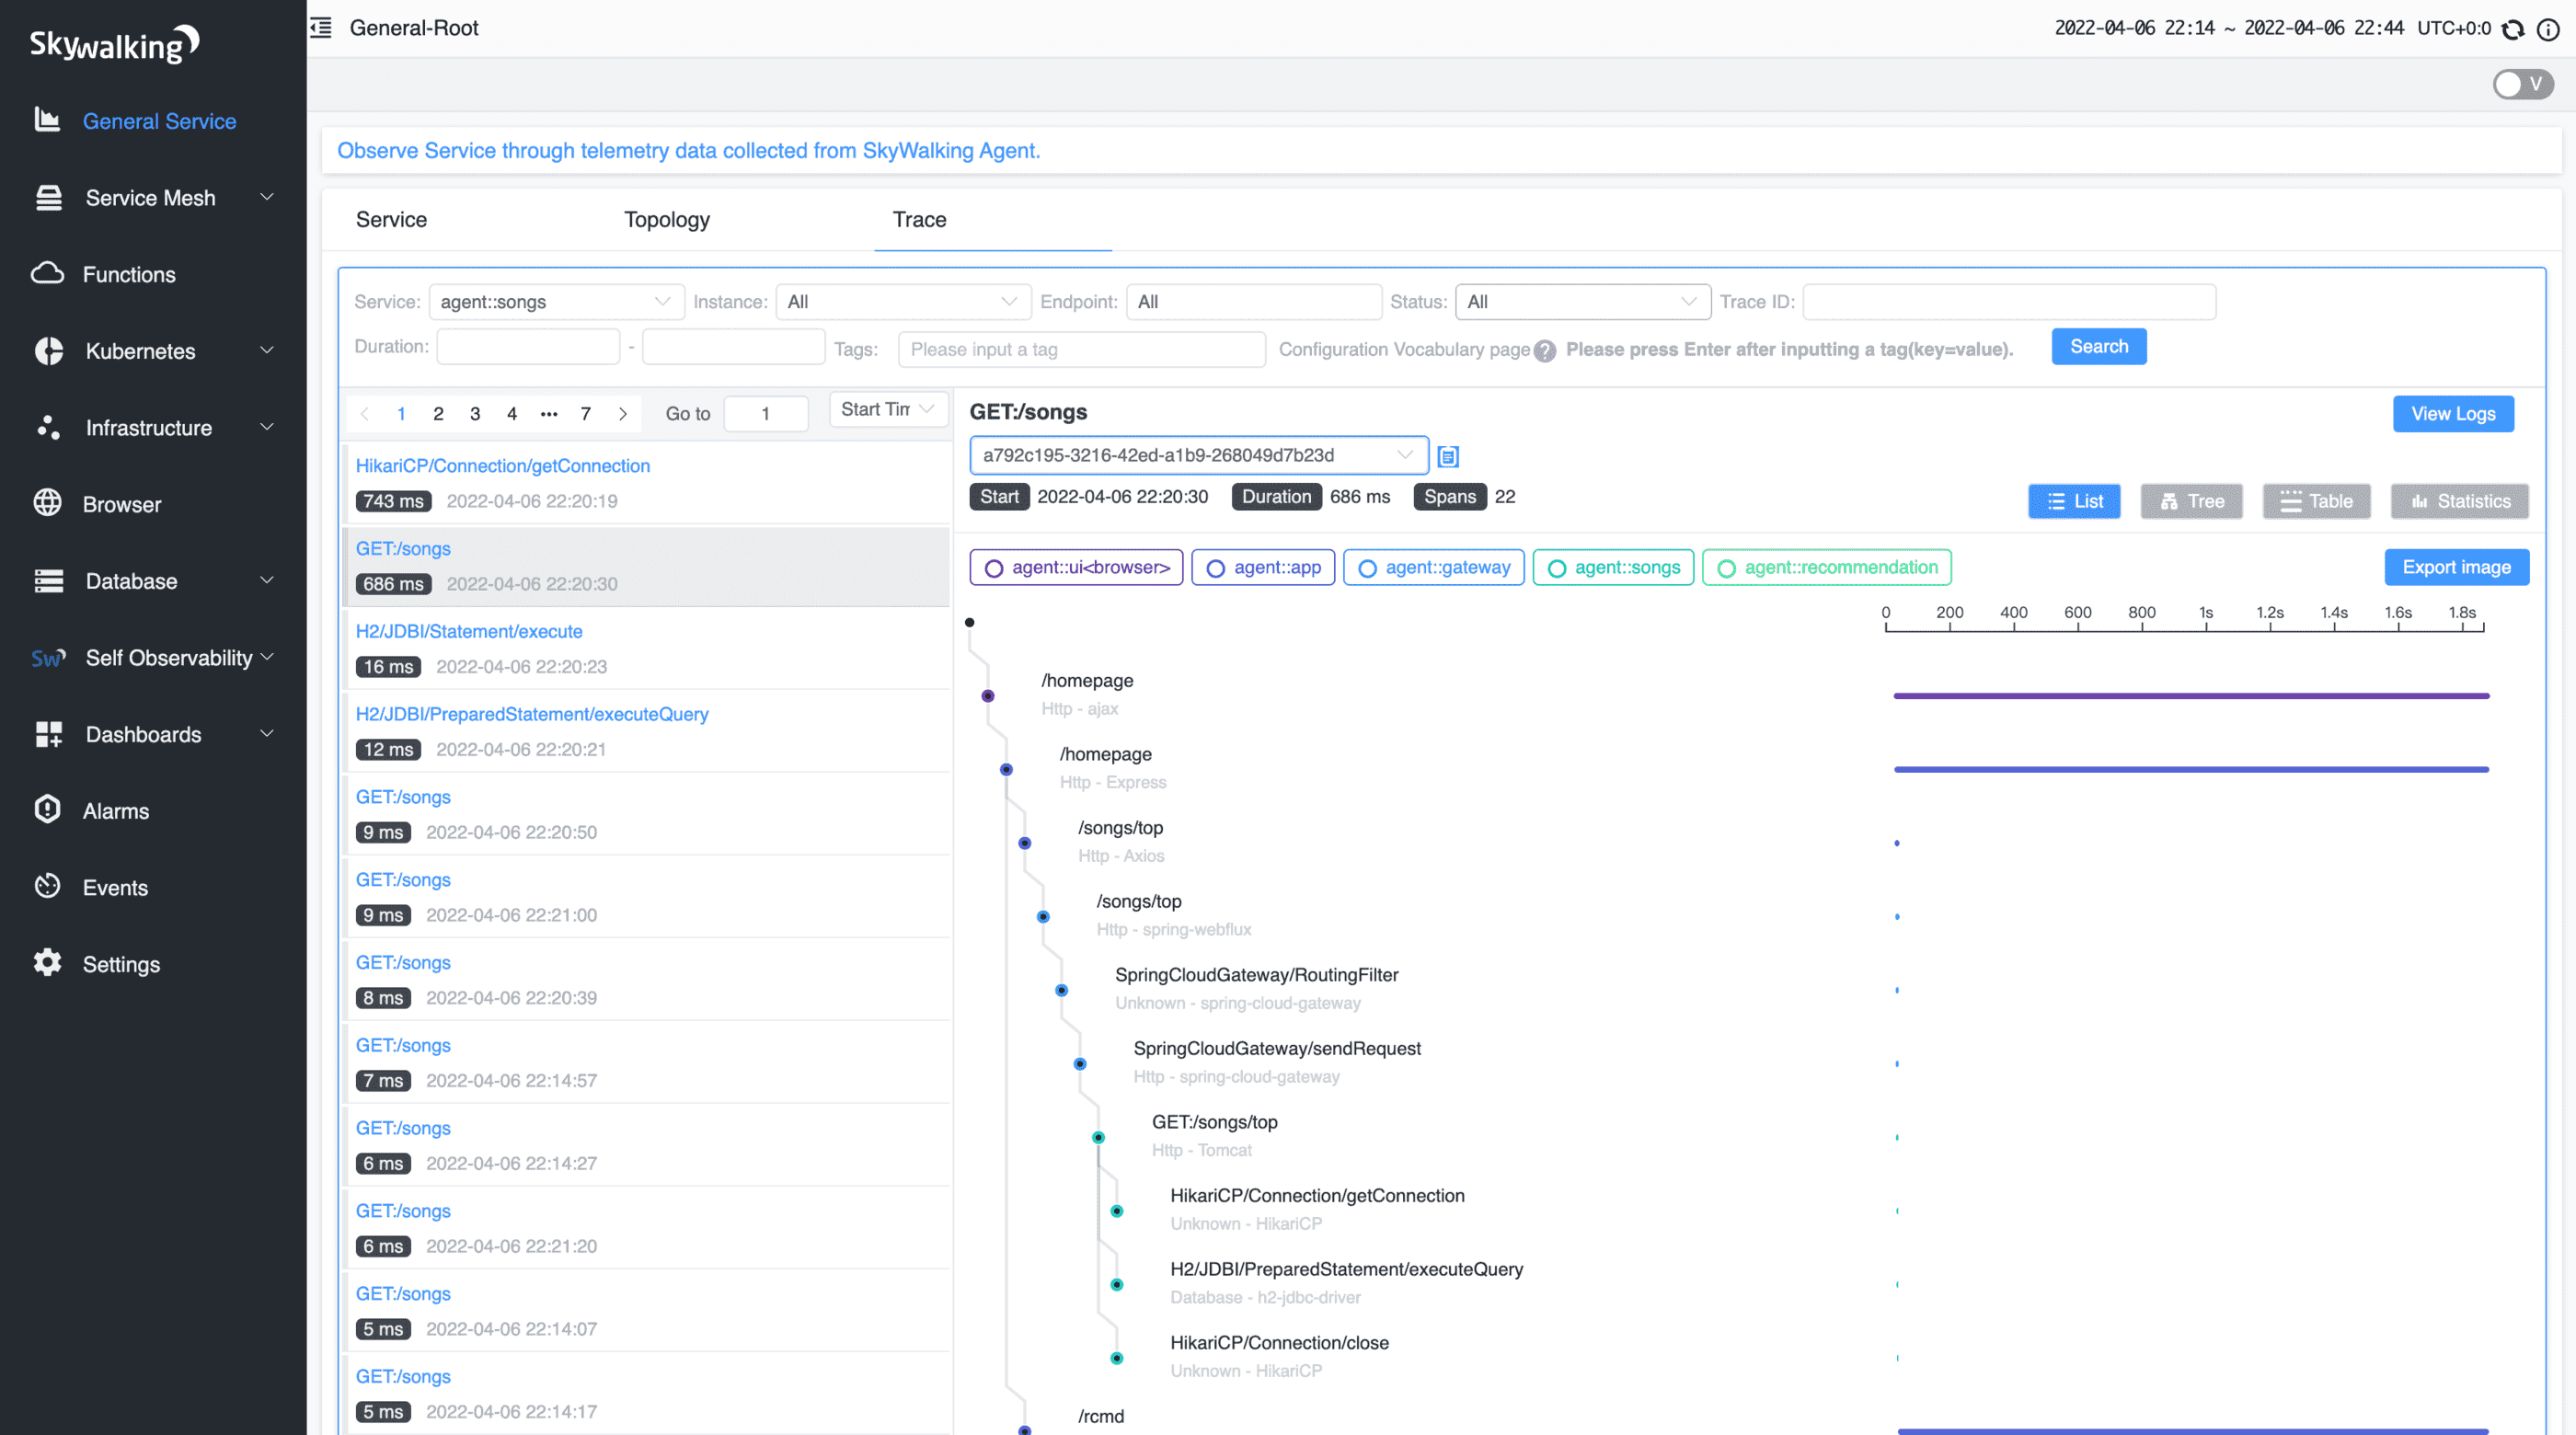 Skywalking
General Service
Service Mesh
Functions
Kubernetes
Infrastructure
Browser
Database
Sw Self Observability
Dashboards
Alarms
Events
Settings
General-Root
2022-04-06 22:14 ~ 2022-04-06 22:44 UTC+0:0
V
Observe Service through telemetry data collected from SkyWalking Agent.
Service Topology Trace
Service: agent::songs Instance: All Endpoint: All Status: All Trace ID:
Duration: - Tags: Please input a tag Configuration Vocabulary page ? Please press Enter after inputting a tag(key=value). Search
1 2 3 4 ••• 7 Go to 1 Start Tim
HikariCP/Connection/getConnection
743 ms 2022-04-06 22:20:19
GET:/songs
686 ms 2022-04-06 22:20:30
H2/JDBI/Statement/execute
16 ms 2022-04-06 22:20:23
H2/JDBI/PreparedStatement/executeQuery
12 ms 2022-04-06 22:20:21
GET:/songs
9 ms 2022-04-06 22:20:50
GET:/songs
9 ms 2022-04-06 22:21:00
GET:/songs
8 ms 2022-04-06 22:20:39
GET:/songs
7 ms 2022-04-06 22:14:57
GET:/songs
6 ms 2022-04-06 22:14:27
GET:/songs
6 ms 2022-04-06 22:21:20
GET:/songs
5 ms 2022-04-06 22:14:07
GET:/songs
5 ms 2022-04-06 22:14:17
GET:/songs View Logs
a792c195-3216-42ed-a1b9-268049d7b23d
Start 2022-04-06 22:20:30 Duration 686 ms Spans 22
List Tree Table Statistics
agent::ui<browser> agent::app agent::gateway agent::songs agent::recommendation Export image
0 200 400 600 800 1s 1.2s 1.4s 1.6s 1.8s
/homepage
Http - ajax
/homepage
Http - Express
/songs/top
Http - Axios
/songs/top
Http - spring-webflux
SpringCloudGateway/RoutingFilter
Unknown - spring-cloud-gateway
SpringCloudGateway/sendRequest
Http - spring-cloud-gateway
GET:/songs/top
Http - Tomcat
HikariCP/Connection/getConnection
Unknown - HikariCP
H2/JDBI/PreparedStatement/executeQuery
Database - h2-jdbc-driver
HikariCP/Connection/close
Unknown - HikariCP
/rcmd